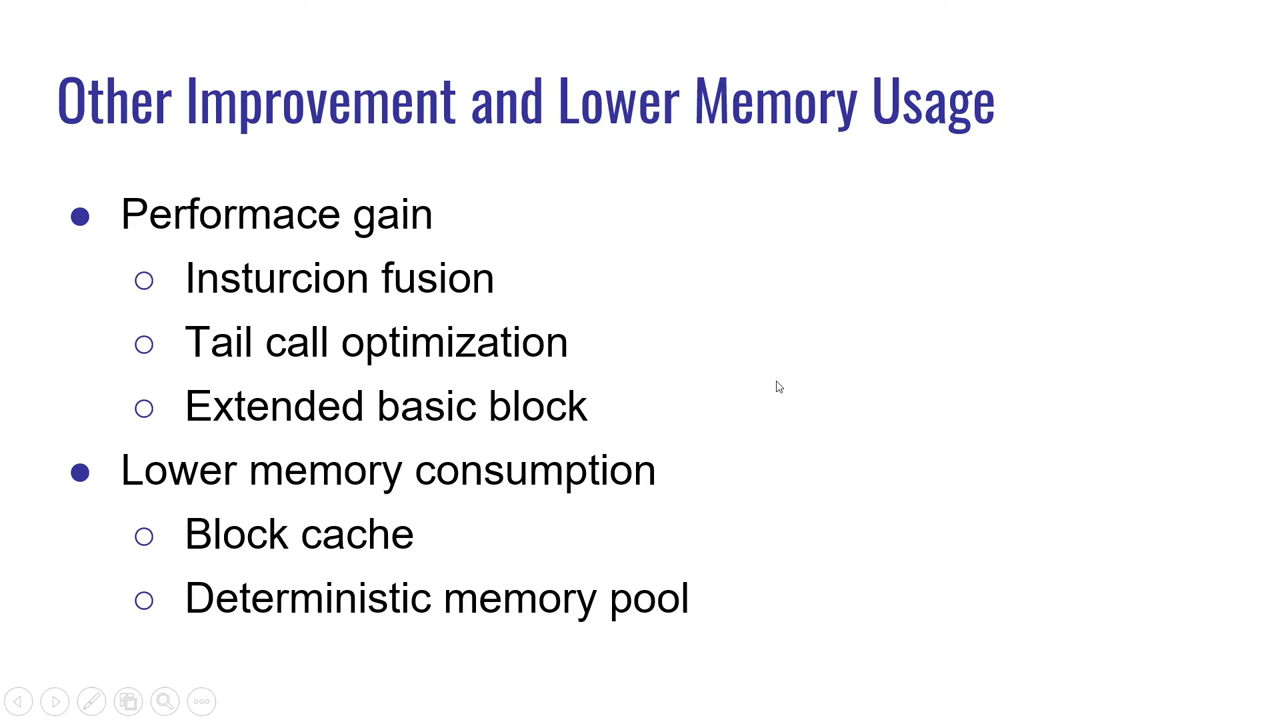 Other Improvement and Lower Memory Usage
Performace gain
Insturcion fusion
Tail call optimization
Extended basic block
Lower memory consumption
Block cache
Deterministic memory pool